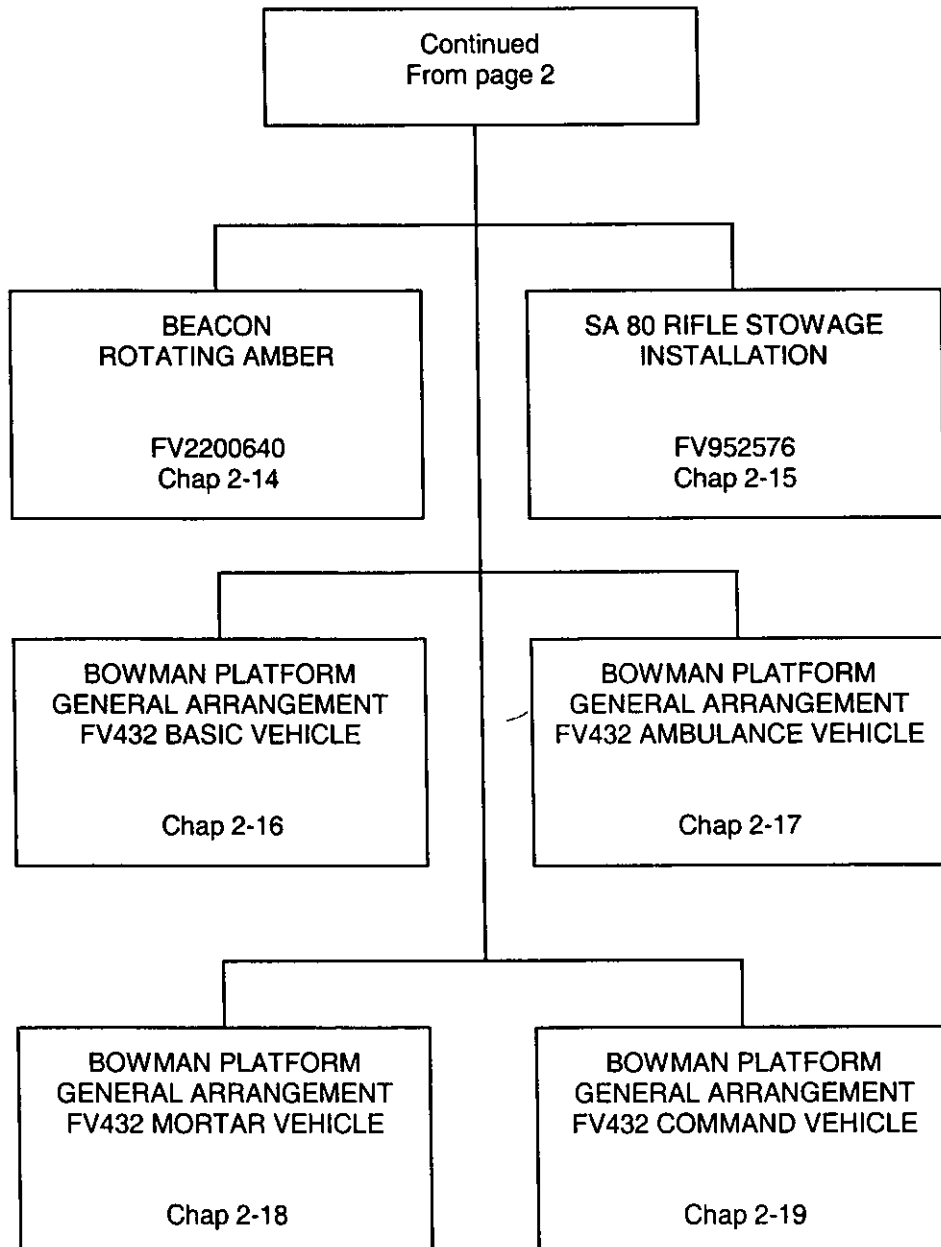 Continued
From page 2
BEACON
ROTATING AMBER
FV2200640
Chap 2-14
SA 80 RIFLE STOWAGE
INSTALLATION
FV952576
Chap 2-15
BOWMAN PLATFORM
GENERAL ARRANGEMENT
FV432 BASIC VEHICLE
Chap 2-16
BOWMAN PLATFORM
GENERAL ARRANGEMENT
FV432 AMBULANCE VEHICLE
Chap 2-17
BOWMAN PLATFORM
GENERAL ARRANGEMENT
FV432 MORTAR VEHICLE
Chap 2-18
BOWMAN PLATFORM
GENERAL ARRANGEMENT
FV432 COMMAND VEHICLE
Chap 2-19